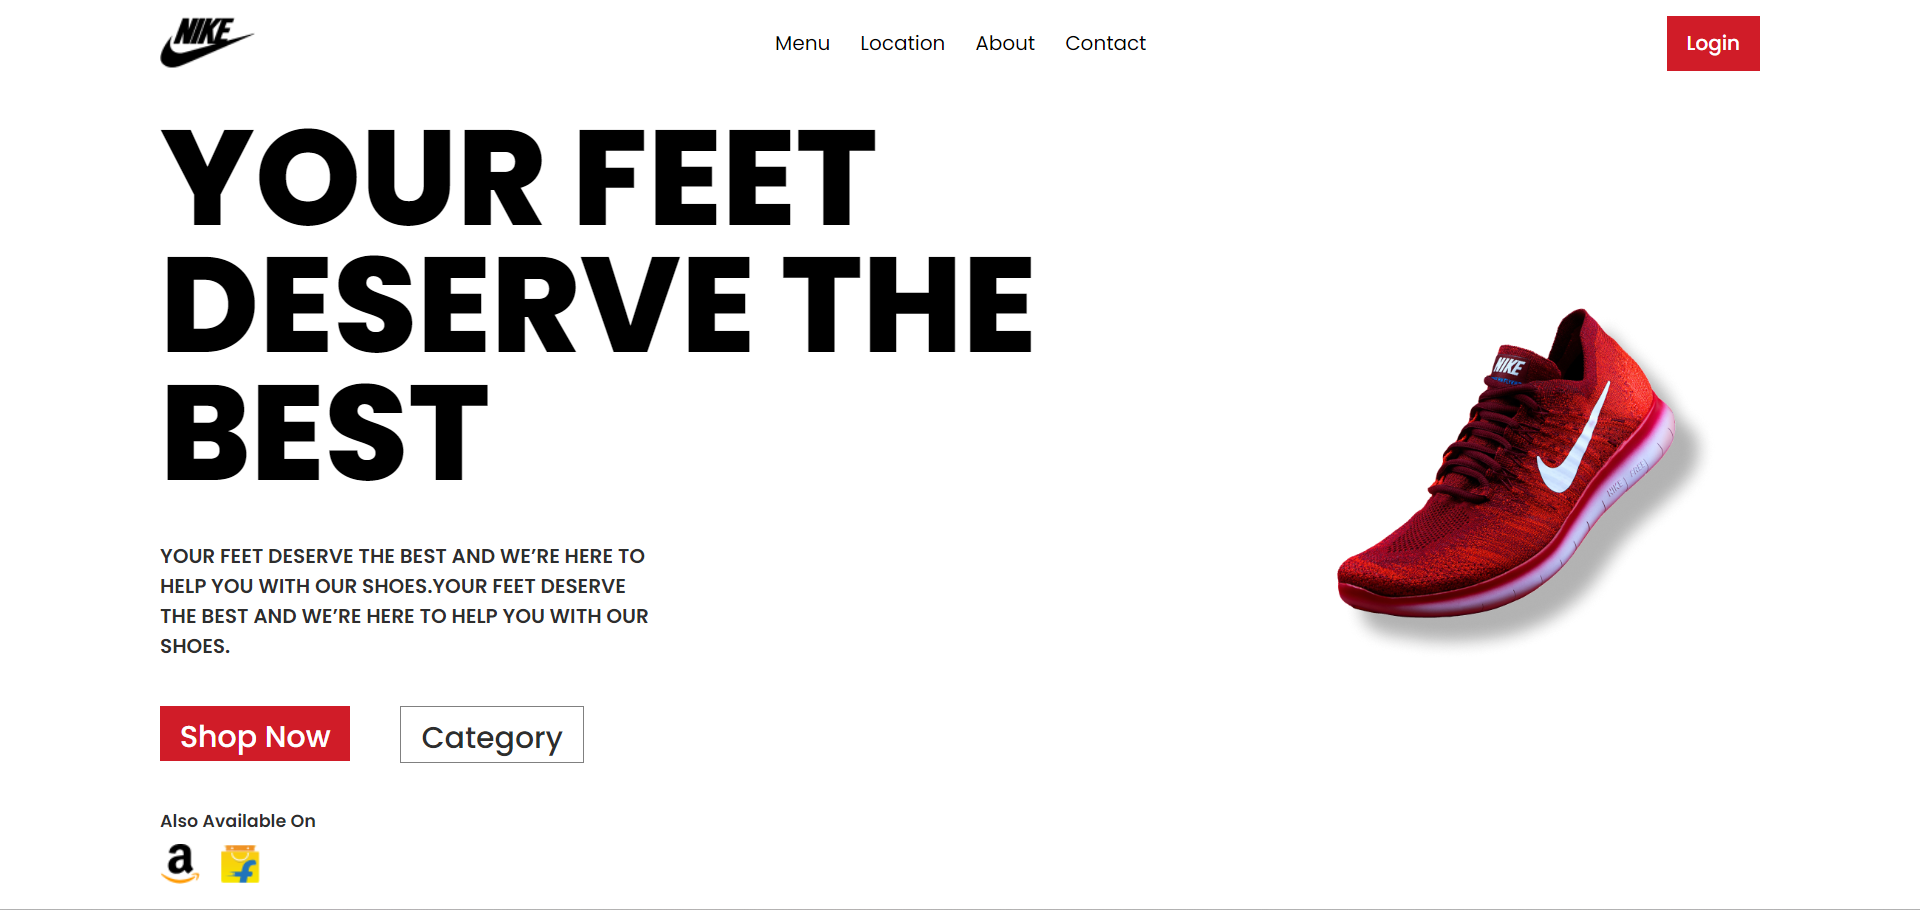 NIKE
Menu Location About Contact
Login
YOUR FEET
DESERVE THE
BEST
NIKE
NIKE FREE
YOUR FEET DESERVE THE BEST AND WE’RE HERE TO
HELP YOU WITH OUR SHOES.YOUR FEET DESERVE
THE BEST AND WE’RE HERE TO HELP YOU WITH OUR
SHOES.
Shop Now
Category
Also Available On
a
f